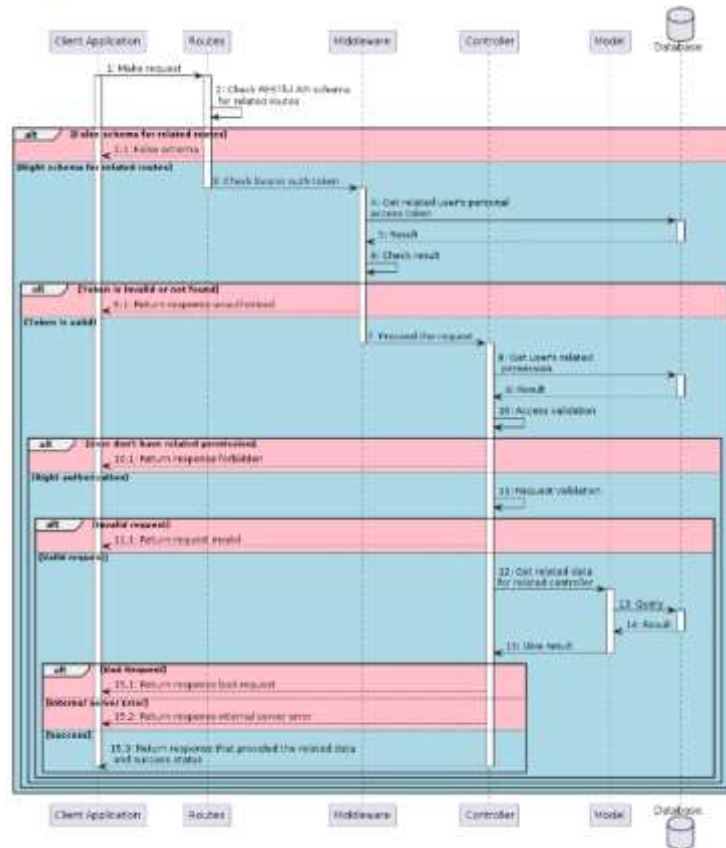 Database
Client Application
Routes
Middleware
Controller
Model
1: Make request
2: Check RESTful API schema
for related routes
alt
[False schema for related routes]
2.1: False schema
[Right schema for related routes]
3: Check bearer auth token
4: Get related user's personal
access token
5: Result
6: Check result
alt
[Token is invalid or not found]
6.1: Return response unauthorized
[Token is valid]
7: Proceed the request
8: Get user's related
permission
9: Result
10: Access validation
alt
don't have related permission]
10.1: Return response forbidden
[Right authorization]
11: Request validation
alt
[Invalid request]
11.1: Return request invalid
[Valid request]
12: Get related data
for related controller
13: Query
14: Result
15: Give result
alt
[Bad Request]
15.1: Return response bad request
[Internal Server Error]
15.2: Return response internal server error
[Success]
15.3: Return response that provided the related data
and success status
Client Application
Routes
Middleware
Controller
Model
Database